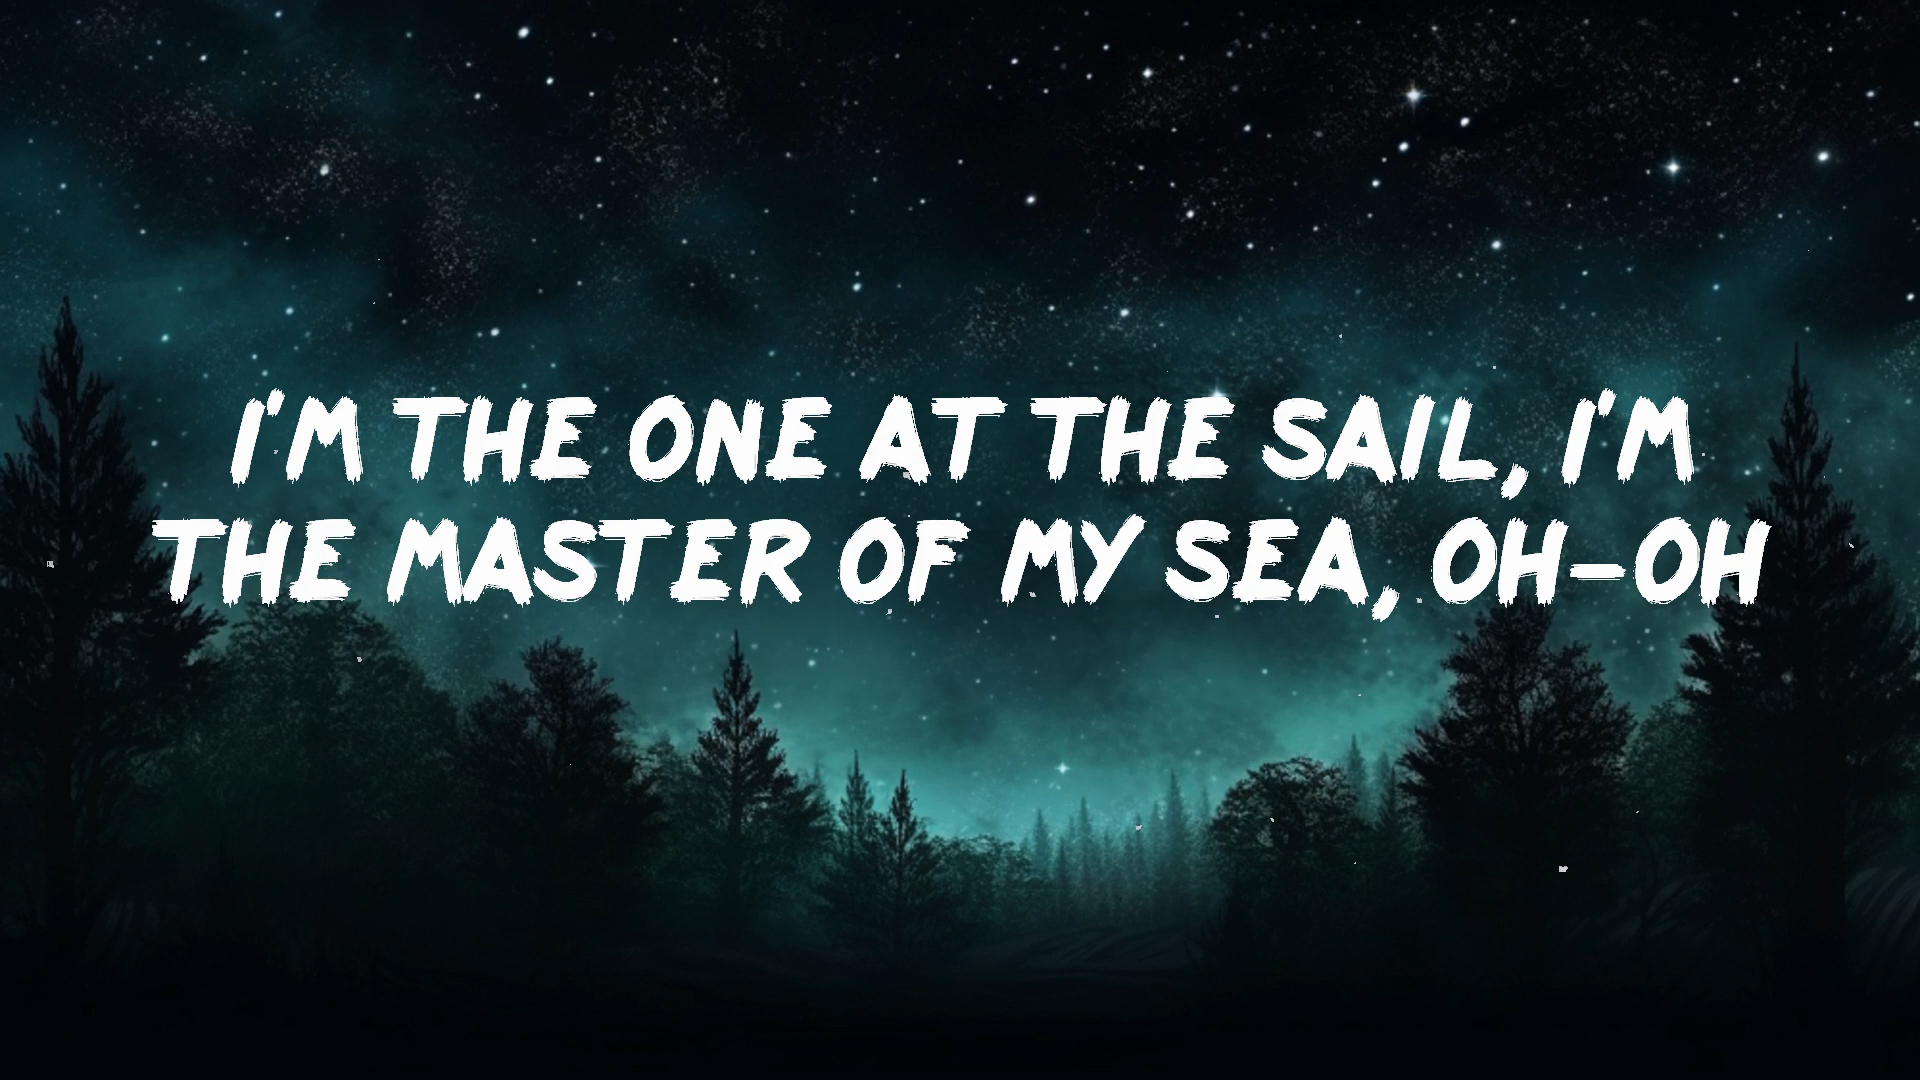 I'M THE ONE AT THE SAIL, I'M
THE MASTER OF MY SEA, OH-OH